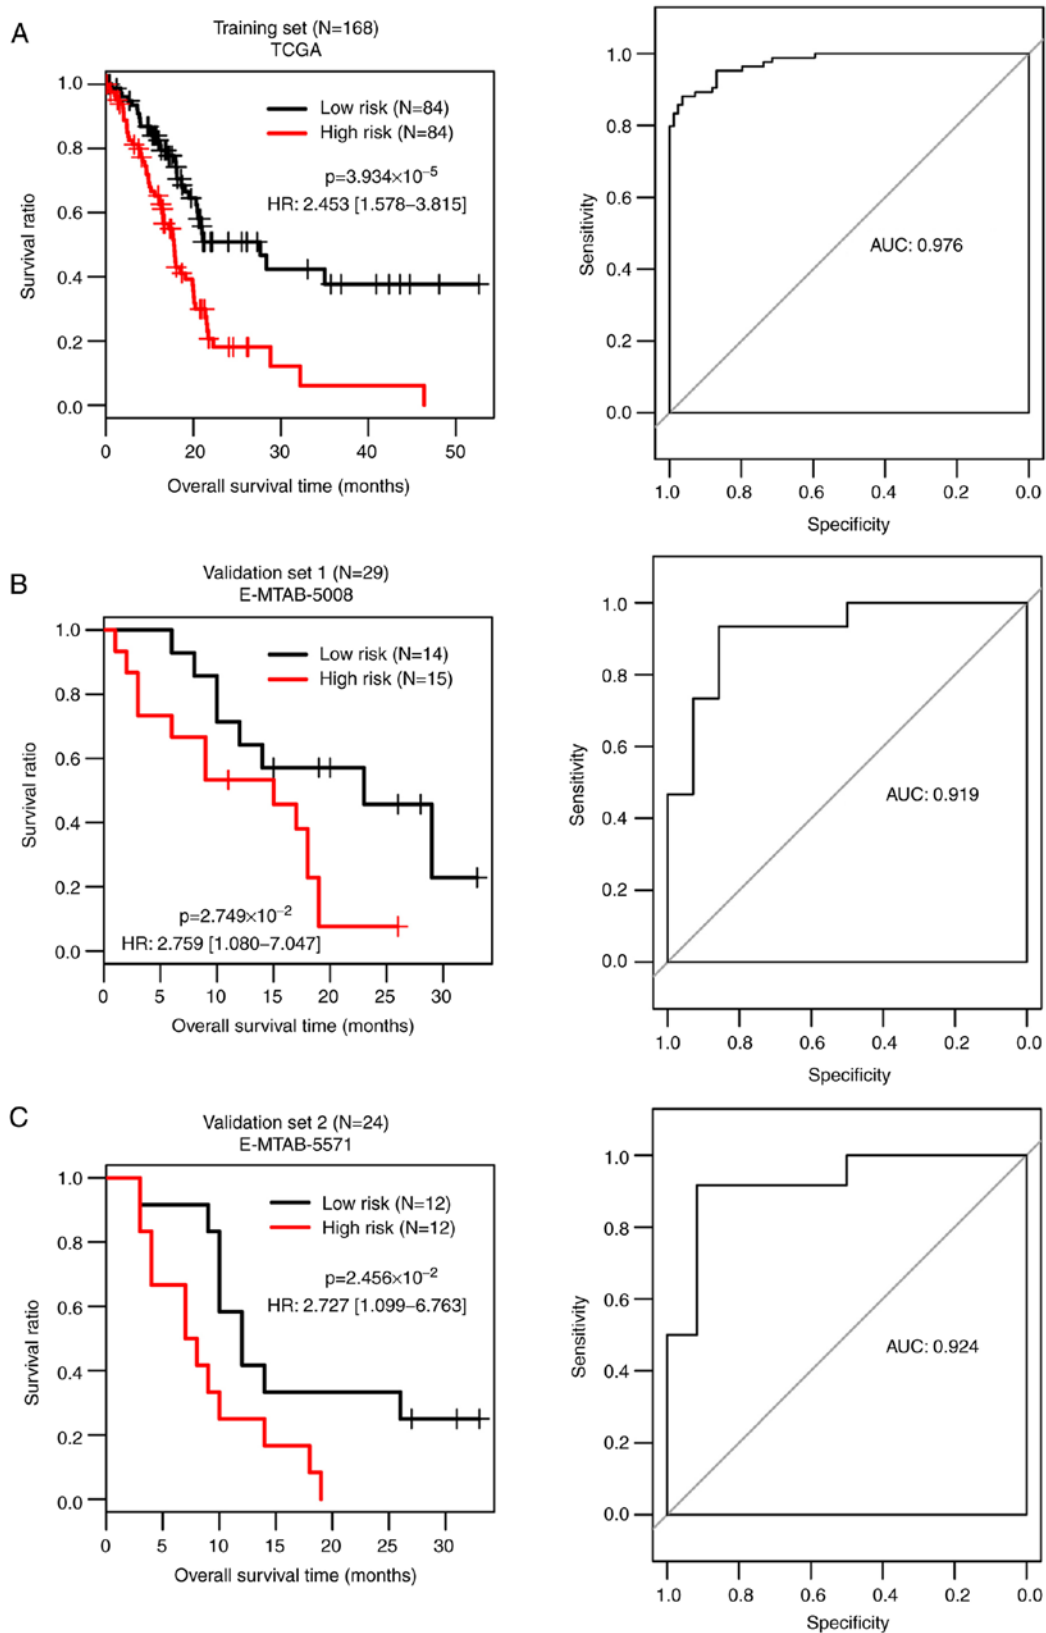 A
Training set (N=168)
TCGA
1.0
0.8
0.6
0.4
0.2
0.0
Survival ratio
Low risk (N=84)
High risk (N=84)
p=3.934×10⁻⁵
HR: 2.453 [1.578–3.815]
0
20
30
40
50
Overall survival time (months)
1.0
0.8
0.6
0.4
0.2
0.0
Sensitivity
AUC: 0.976
1.0
0.8
0.6
0.4
0.2
0.0
Specificity
B
Validation set 1 (N=29)
E-MTAB-5008
1.0
0.8
0.6
0.4
0.2
0.0
Survival ratio
Low risk (N=14)
High risk (N=15)
p=2.749×10⁻²
HR: 2.759 [1.080–7.047]
0
5
10
15
20
25
30
Overall survival time (months)
1.0
0.8
0.6
0.4
0.2
0.0
Sensitivity
AUC: 0.919
1.0
0.8
0.6
0.4
0.2
0.0
Specificity
C
Validation set 2 (N=24)
E-MTAB-5571
1.0
0.8
0.6
0.4
0.2
0.0
Survival ratio
Low risk (N=12)
High risk (N=12)
p=2.456×10⁻²
HR: 2.727 [1.099–6.763]
0
5
10
15
20
25
30
Overall survival time (months)
1.0
0.8
0.6
0.4
0.2
0.0
Sensitivity
AUC: 0.924
1.0
0.8
0.6
0.4
0.2
0.0
Specificity